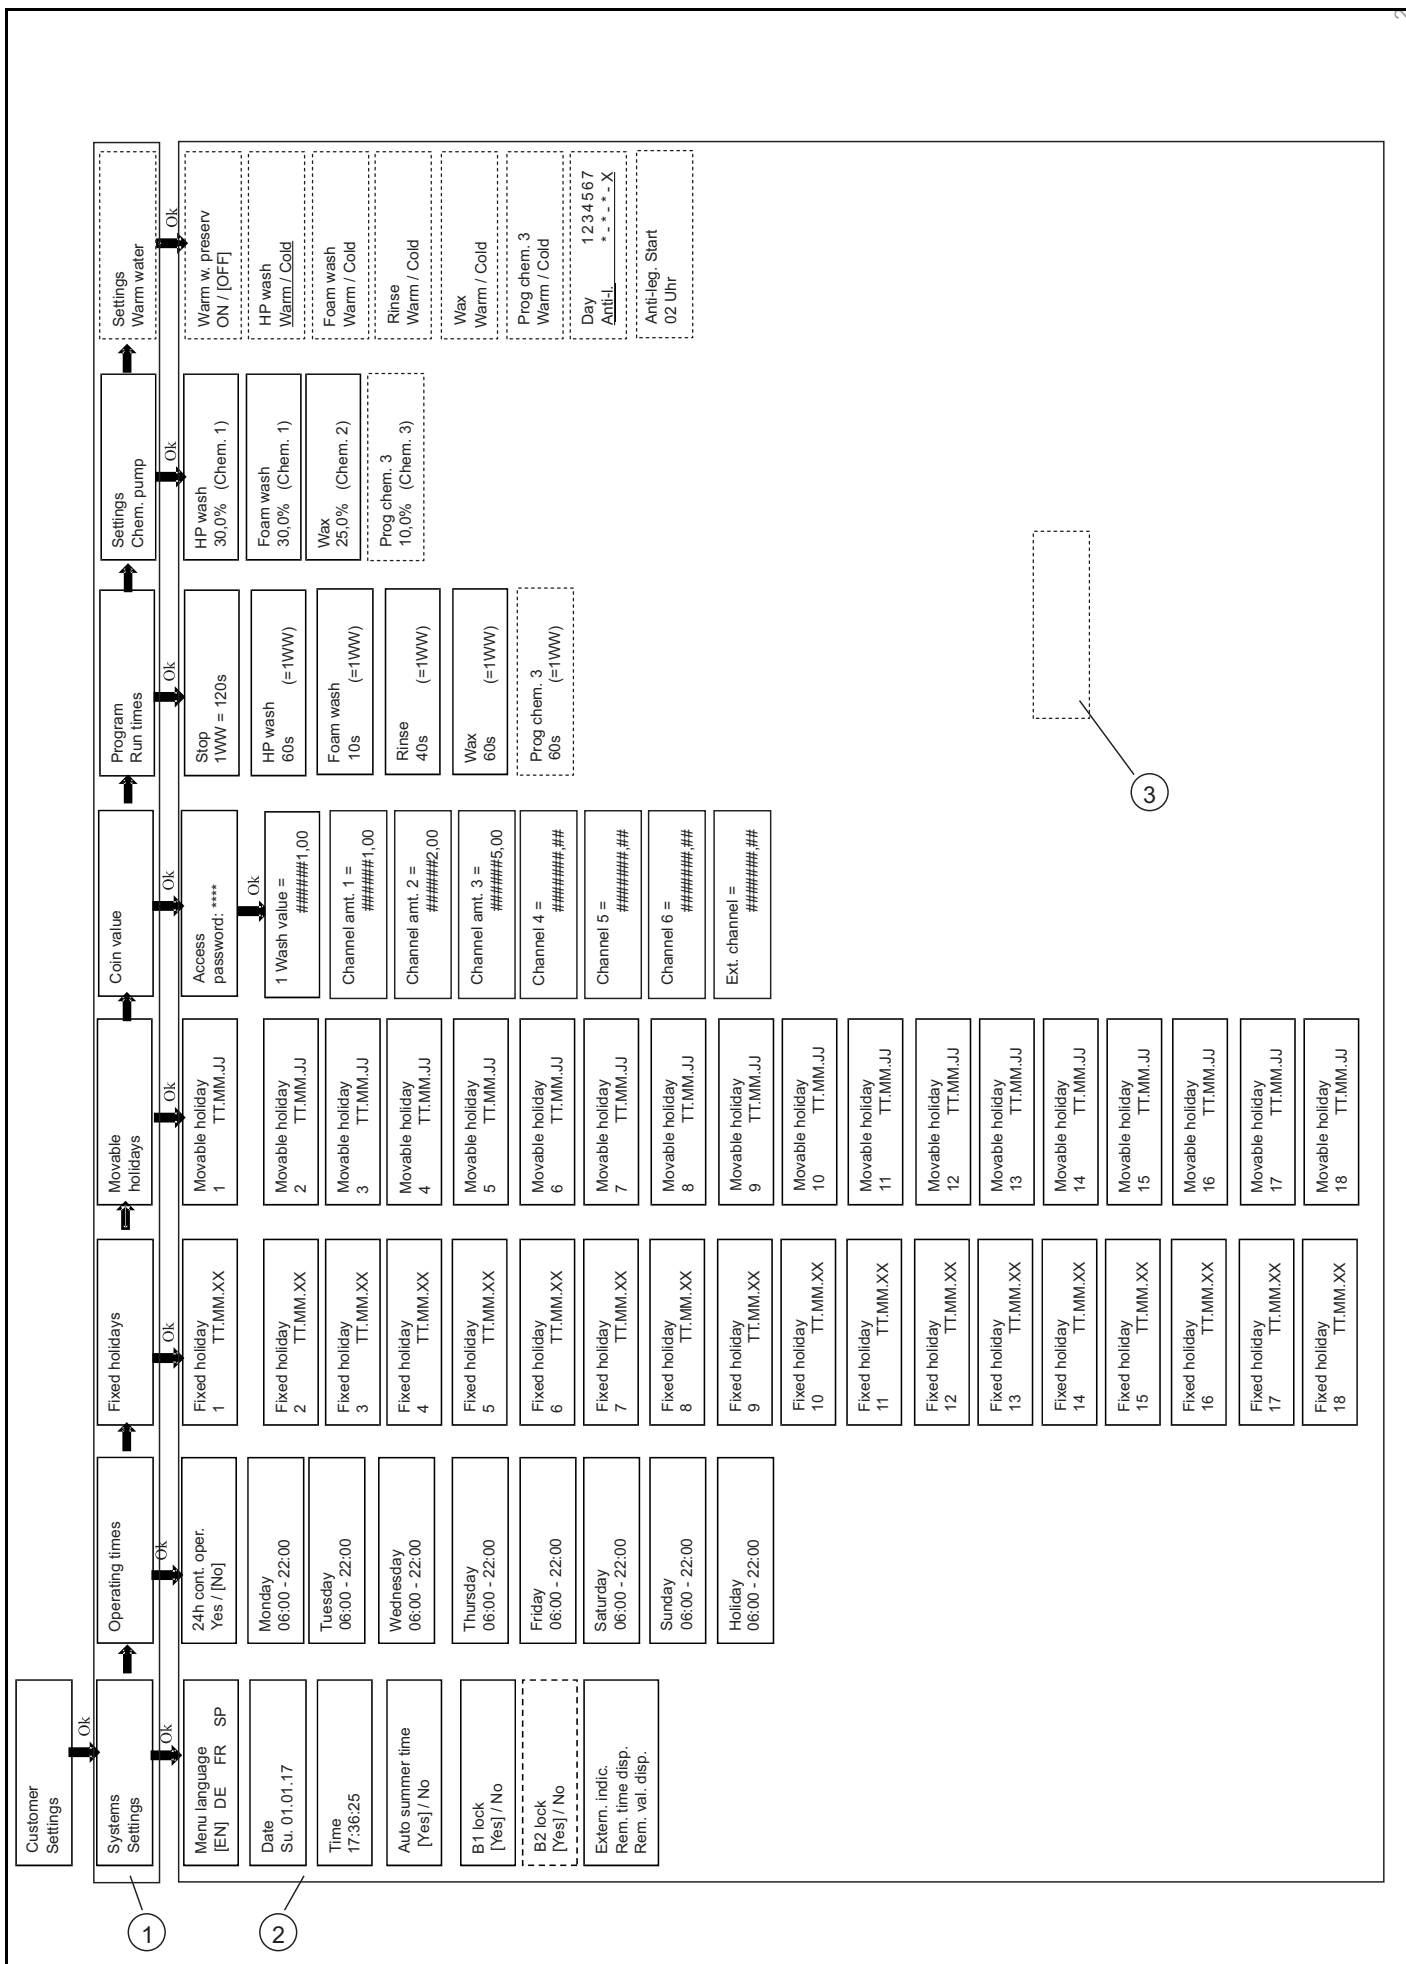 Customer
Settings
Ok
Systems
Settings
Operating times
Fixed holidays
Movable
holidays
Coin value
Program
Run times
Settings
Chem. pump
Settings
Warm water
1
2
Ok
Menu language
[EN] DE FR SP
Date
Su. 01.01.17
Time
17:36:25
Auto summer time
[Yes] / No
B1 lock
[Yes] / No
B2 lock
[Yes] / No
Extern. indic.
Rem. time disp.
Rem. val. disp.
Ok
24h cont. oper.
Yes / [No]
Monday
06:00 - 22:00
Tuesday
06:00 - 22:00
Wednesday
06:00 - 22:00
Thursday
06:00 - 22:00
Friday
06:00 - 22:00
Saturday
06:00 - 22:00
Sunday
06:00 - 22:00
Holiday
06:00 - 22:00
Ok
Fixed holiday
1 TT.MM.XX
Fixed holiday
2 TT.MM.XX
Fixed holiday
3 TT.MM.XX
Fixed holiday
4 TT.MM.XX
Fixed holiday
5 TT.MM.XX
Fixed holiday
6 TT.MM.XX
Fixed holiday
7 TT.MM.XX
Fixed holiday
8 TT.MM.XX
Fixed holiday
9 TT.MM.XX
Fixed holiday
10 TT.MM.XX
Fixed holiday
11 TT.MM.XX
Fixed holiday
12 TT.MM.XX
Fixed holiday
13 TT.MM.XX
Fixed holiday
14 TT.MM.XX
Fixed holiday
15 TT.MM.XX
Fixed holiday
16 TT.MM.XX
Fixed holiday
17 TT.MM.XX
Fixed holiday
18 TT.MM.XX
Ok
Movable holiday
1 TT.MM.JJ
Movable holiday
2 TT.MM.JJ
Movable holiday
3 TT.MM.JJ
Movable holiday
4 TT.MM.JJ
Movable holiday
5 TT.MM.JJ
Movable holiday
6 TT.MM.JJ
Movable holiday
7 TT.MM.JJ
Movable holiday
8 TT.MM.JJ
Movable holiday
9 TT.MM.JJ
Movable holiday
10 TT.MM.JJ
Movable holiday
11 TT.MM.JJ
Movable holiday
12 TT.MM.JJ
Movable holiday
13 TT.MM.JJ
Movable holiday
14 TT.MM.JJ
Movable holiday
15 TT.MM.JJ
Movable holiday
16 TT.MM.JJ
Movable holiday
17 TT.MM.JJ
Movable holiday
18 TT.MM.JJ
Ok
Access
password: ****
Ok
1 Wash value =
######1,00
Channel amt. 1 =
######1,00
Channel amt. 2 =
######2,00
Channel amt. 3 =
######5,00
Channel 4 =
#######,##
Channel 5 =
#######,##
Channel 6 =
#######,##
Ext. channel =
#######,##
Ok
Stop
1WW = 120s
HP wash
60s (=1WW)
Foam wash
10s (=1WW)
Rinse
40s (=1WW)
Wax
60s (=1WW)
Prog chem. 3
60s (=1WW)
Ok
HP wash
30,0% (Chem. 1)
Foam wash
30,0% (Chem. 1)
Wax
25,0% (Chem. 2)
Prog chem. 3
10,0% (Chem. 3)
Ok
Warm w. preserv
ON / [OFF]
HP wash
Warm / Cold
Foam wash
Warm / Cold
Rinse
Warm / Cold
Wax
Warm / Cold
Prog chem. 3
Warm / Cold
Day 1 2 3 4 5 6 7
Anti-l. * - * - * - X
Anti-leg. Start
02 Uhr
3